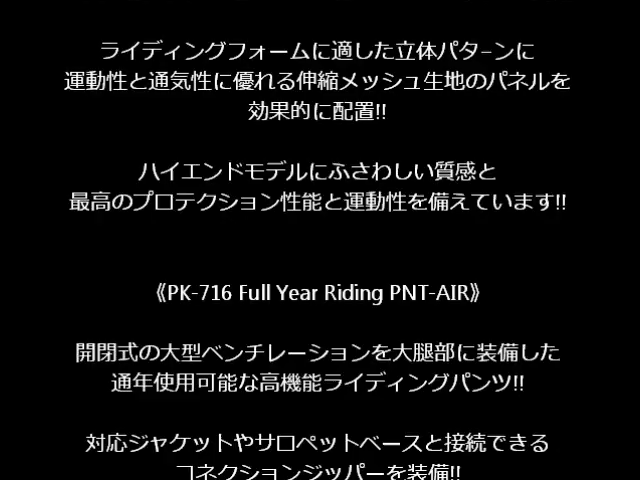 ライディングフォームに適した立体パターンに
運動性と通気性に優れる伸縮メッシュ生地のパネルを
効果的に配置!!
ハイエンドモデルにふさわしい質感と
最高のプロテクション性能と運動性を備えています!!
《PK-716 Full Year Riding PNT-AIR》
開閉式の大型ベンチレーションを大腿部に装備した
通年使用可能な高機能ライディングパンツ!!
対応ジャケットやサロペットベースと接続できる
コネクションジッパーを装備!!